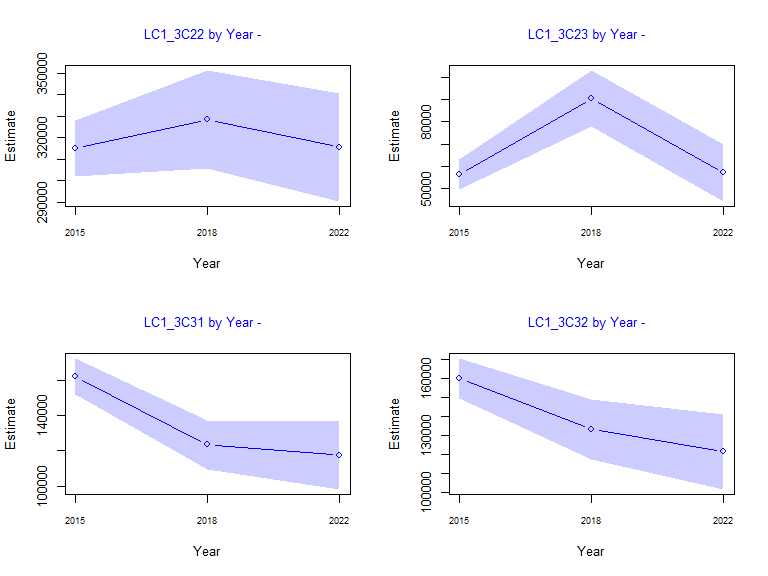 LC1_3C22 by Year -
Estimate
290000 320000 350000
2015 2018 2022
Year
LC1_3C23 by Year -
Estimate
50000 80000
2015 2018 2022
Year
LC1_3C31 by Year -
Estimate
100000 140000
2015 2018 2022
Year
LC1_3C32 by Year -
Estimate
100000 130000 160000
2015 2018 2022
Year